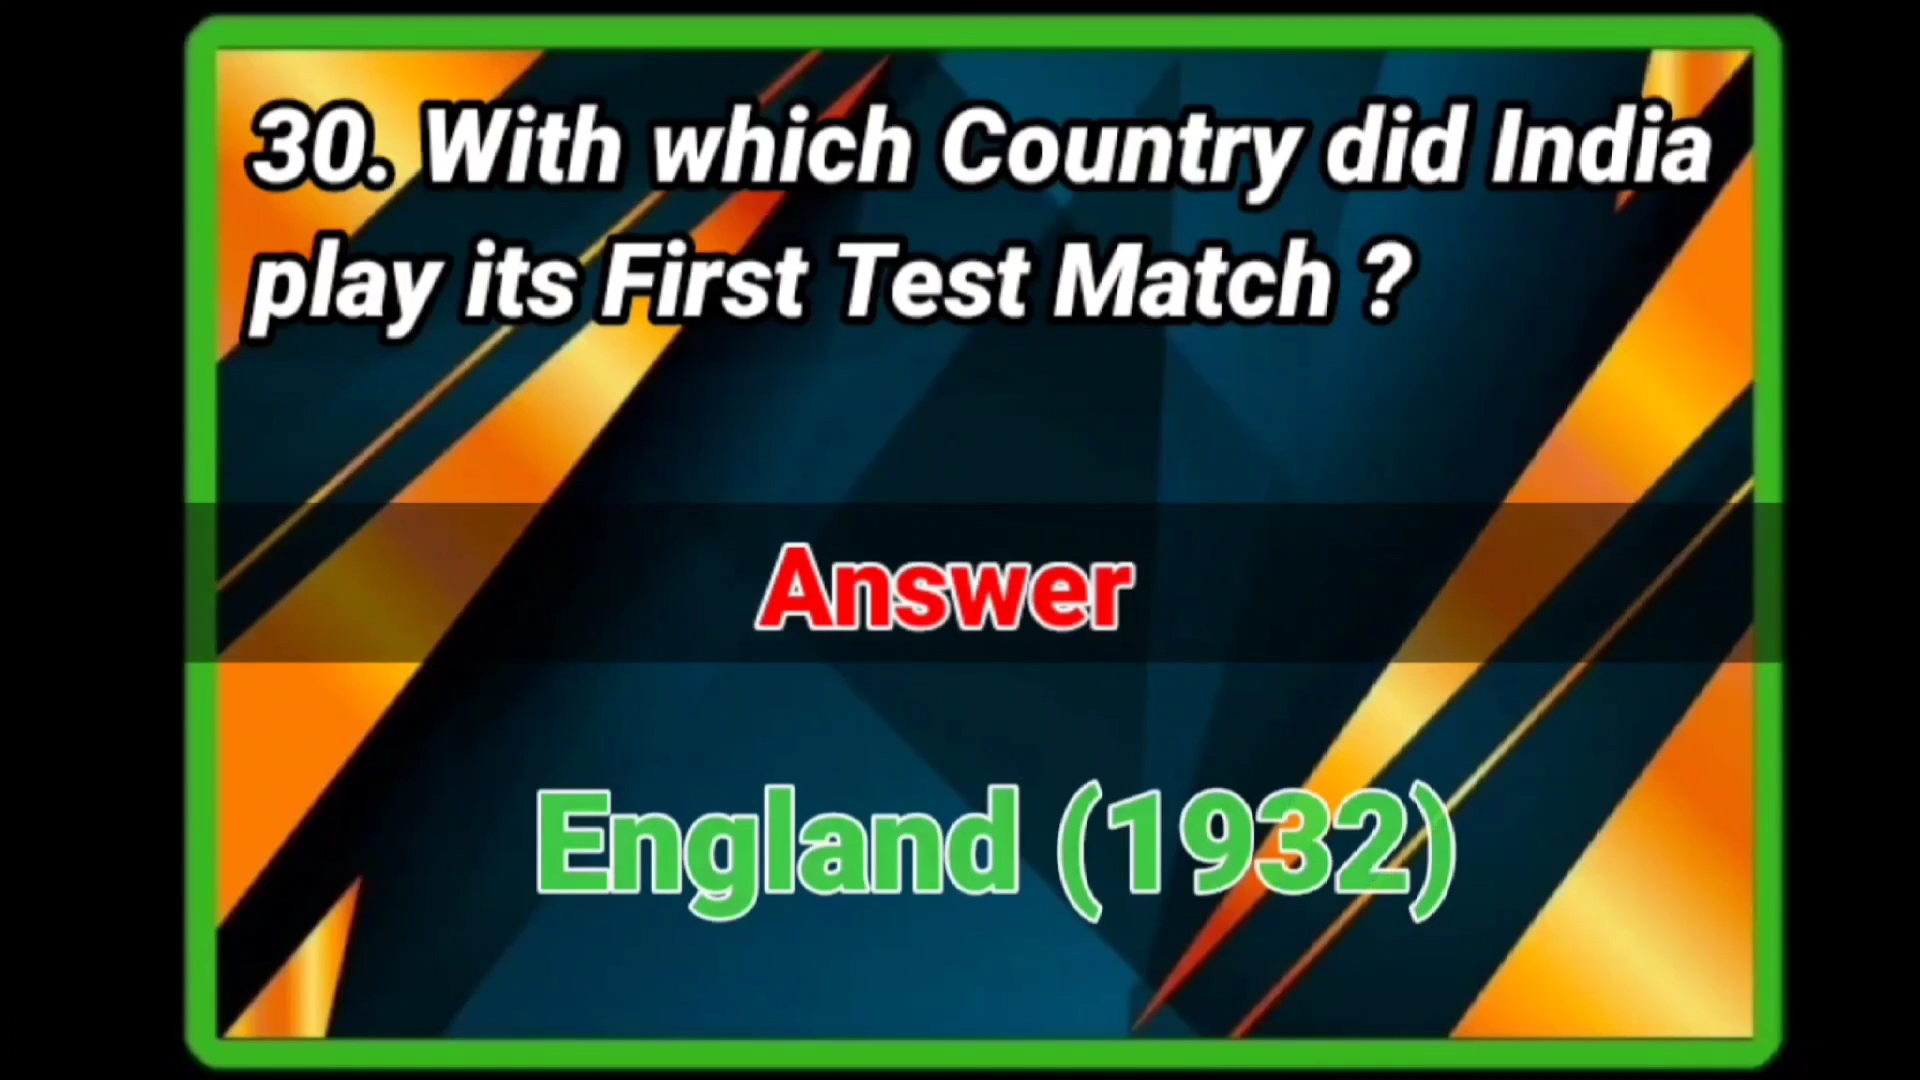 30. With which Country did India
play its First Test Match ?
Answer
England (1932)